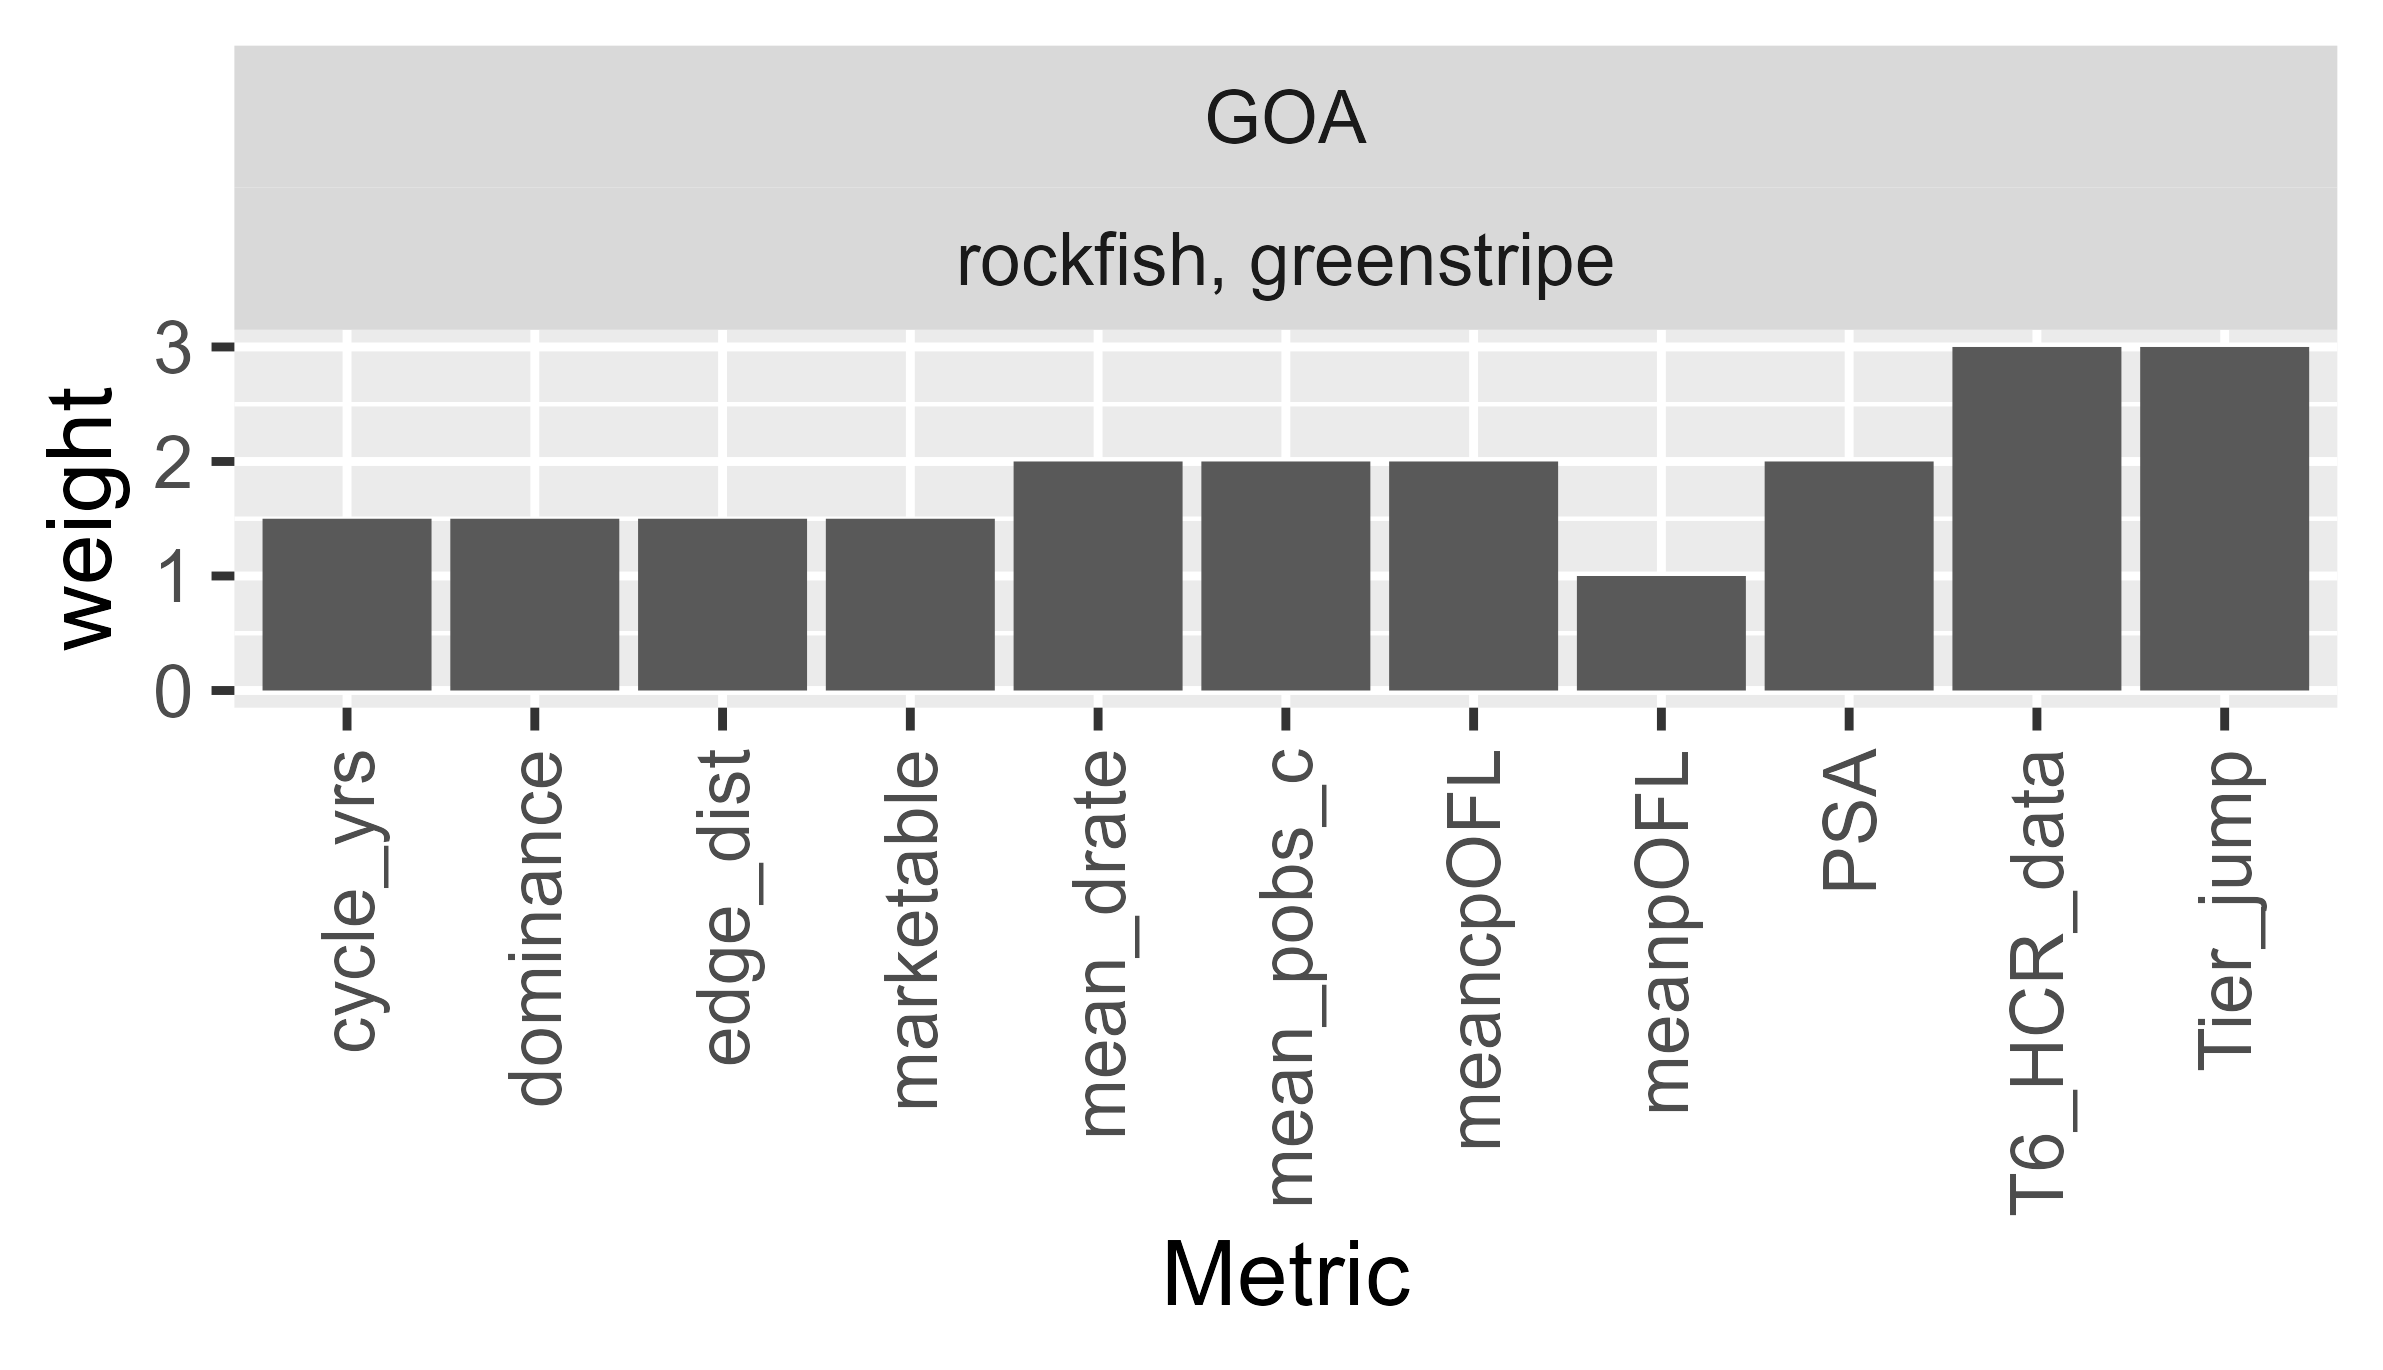 GOA
rockfish, greenstripe
3
2
1
0
weight
cycle_yrs
dominance
edge_dist
marketable
mean_drate
mean_pobs_c
meancpOFL
meanpOFL
PSA
T6_HCR_data
Tier_jump
Metric